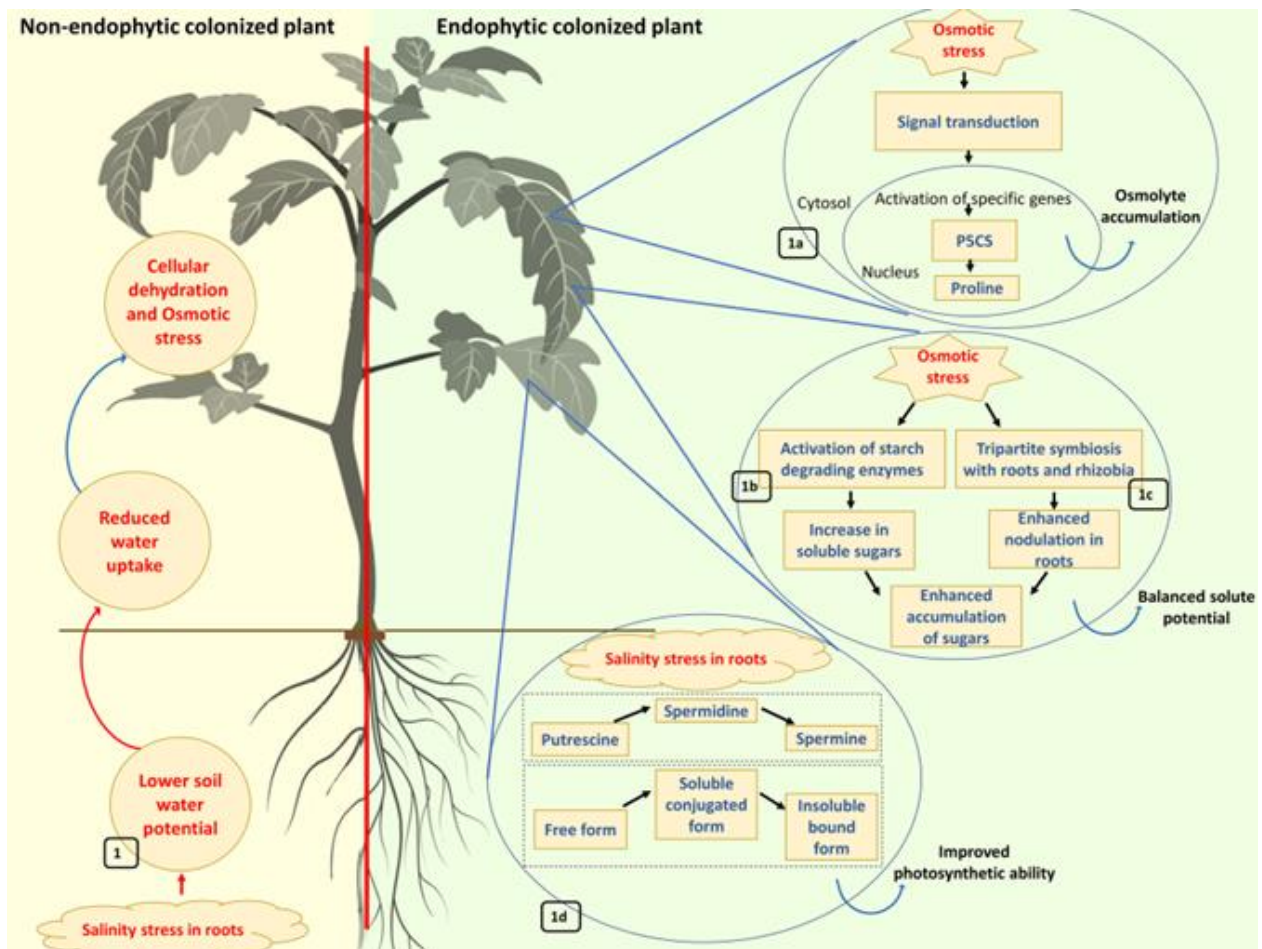 Non-endophytic colonized plant
Endophytic colonized plant
Cellular
dehydration
and Osmotic
stress
Reduced
water
uptake
Lower soil
water
potential
1
Salinity stress in roots
Osmotic
stress
Signal transduction
Cytosol
Activation of specific genes
P5CS
Nucleus
Proline
1a
Osmolyte
accumulation
Osmotic
stress
Activation of starch
degrading enzymes
1b
Increase in
soluble sugars
Tripartite symbiosis
with roots and rhizobia
1c
Enhanced
nodulation in
roots
Enhanced
accumulation
of sugars
Balanced solute
potential
Salinity stress in roots
Putrescine
Spermidine
Spermine
Free form
Soluble
conjugated
form
Insoluble
bound
form
1d
Improved
photosynthetic ability